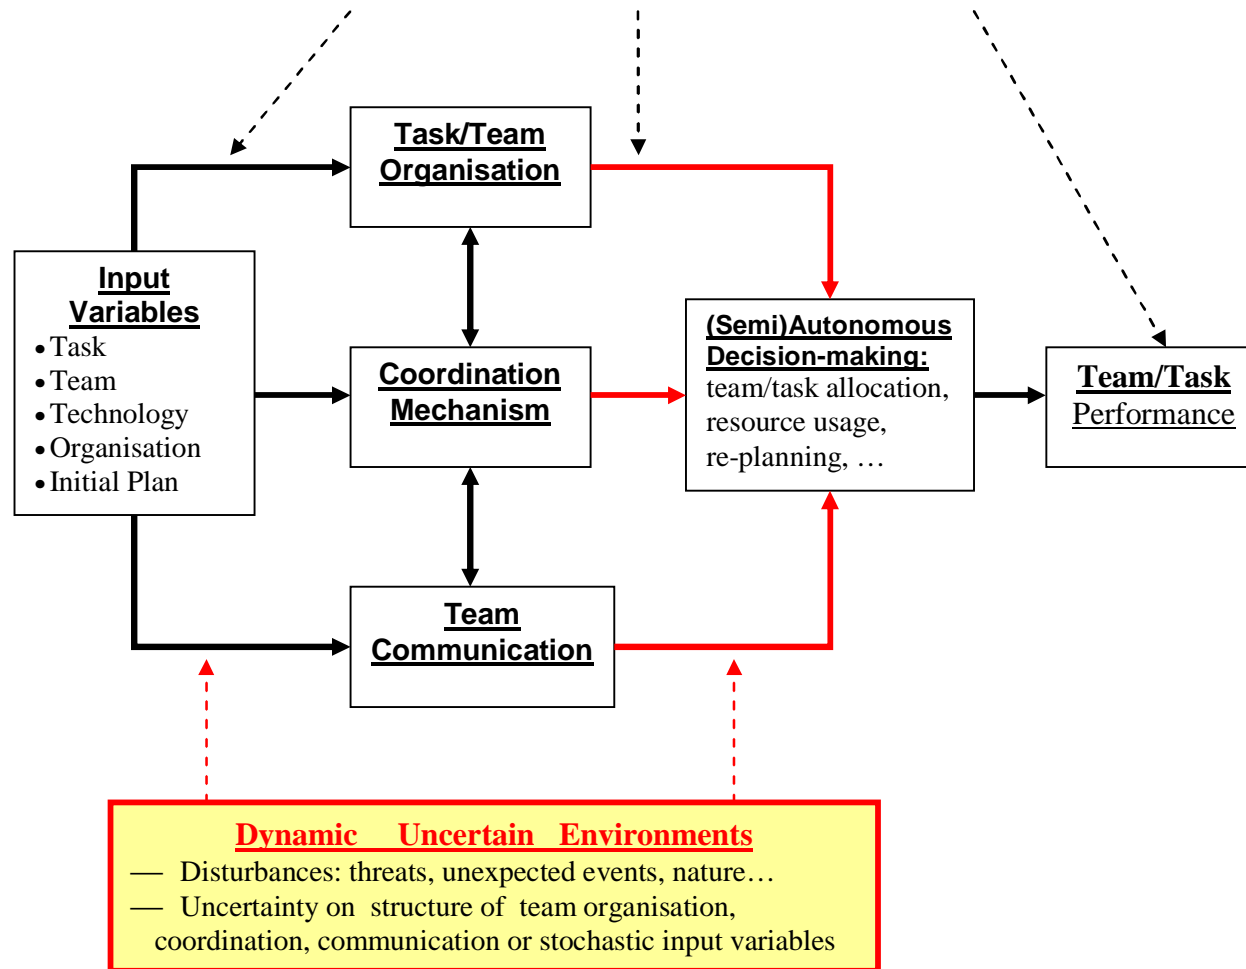 Task/Team
Organisation
Input
Variables
• Task
• Team
• Technology
• Organisation
• Initial Plan
Coordination
Mechanism
(Semi)Autonomous
Decision-making:
team/task allocation,
resource usage,
re-planning, …
Team/Task
Performance
Team
Communication
Dynamic Uncertain Environments
— Disturbances: threats, unexpected events, nature…
— Uncertainty on structure of team organisation,
coordination, communication or stochastic input variables